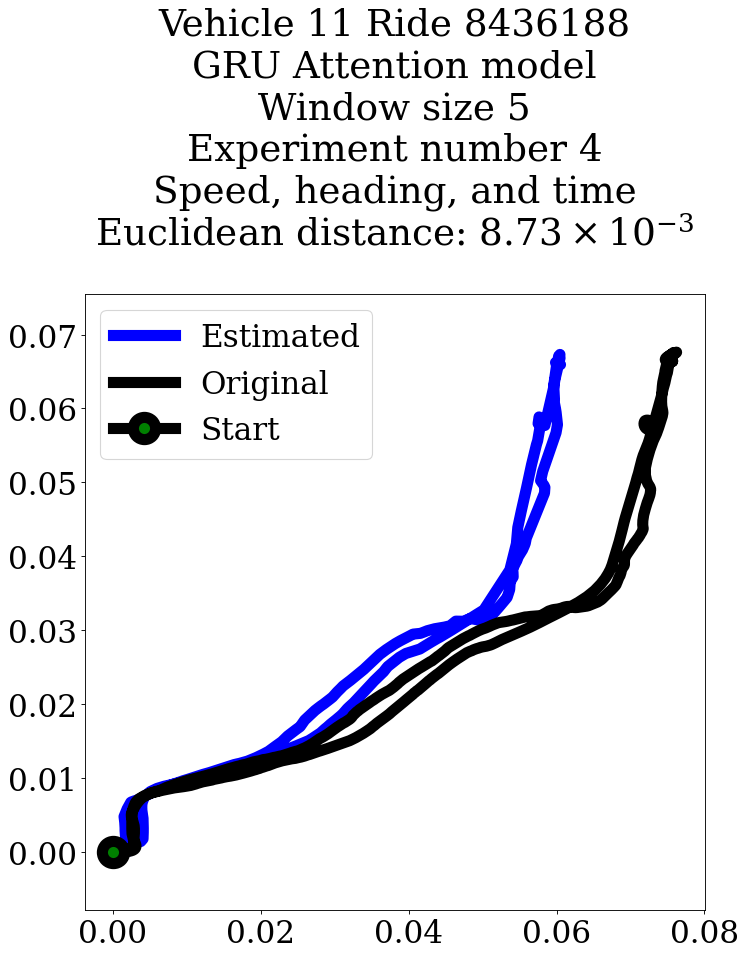 Vehicle 11 Ride 8436188
GRU Attention model
Window size 5
Experiment number 4
Speed, heading, and time
Euclidean distance: 8.73 × 10⁻³
Estimated
Original
Start
0.07
0.06
0.05
0.04
0.03
0.02
0.01
0.00
0.00 0.02 0.04 0.06 0.08